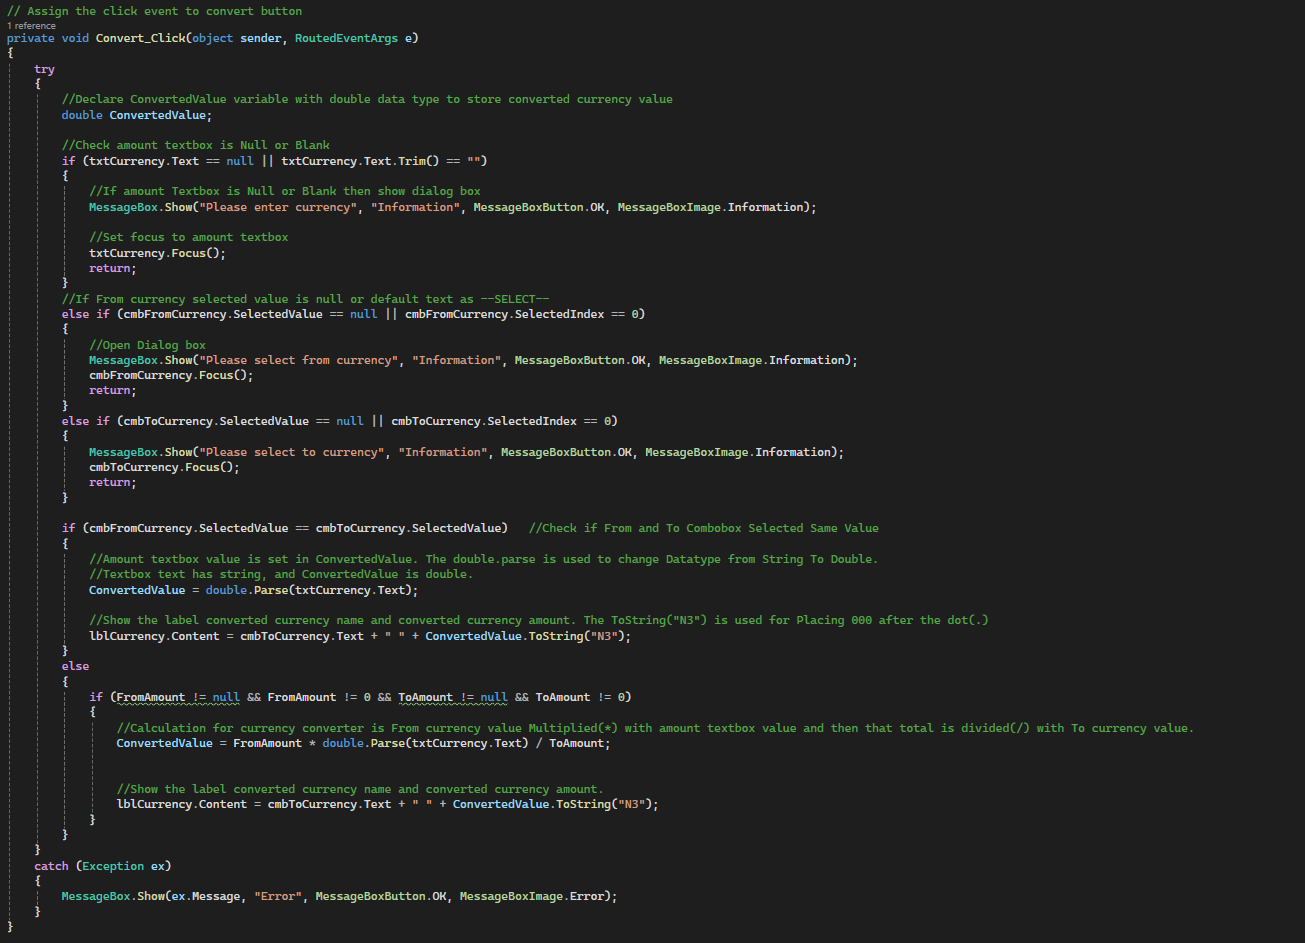 // Assign the click event to convert button
1 reference
private void Convert_Click(object sender, RoutedEventArgs e)
{
try
{
//Declare ConvertedValue variable with double data type to store converted currency value
double ConvertedValue;
//Check amount textbox is Null or Blank
if (txtCurrency.Text == null || txtCurrency.Text.Trim() == "")
{
//If amount Textbox is Null or Blank then show dialog box
MessageBox.Show("Please enter currency", "Information", MessageBoxButton.OK, MessageBoxImage.Information);
//Set focus to amount textbox
txtCurrency.Focus();
return;
}
//If From currency selected value is null or default text as --SELECT--
else if (cmbFromCurrency.SelectedValue == null || cmbFromCurrency.SelectedIndex == 0)
{
//Open Dialog box
MessageBox.Show("Please select from currency", "Information", MessageBoxButton.OK, MessageBoxImage.Information);
cmbFromCurrency.Focus();
return;
}
else if (cmbToCurrency.SelectedValue == null || cmbToCurrency.SelectedIndex == 0)
{
MessageBox.Show("Please select to currency", "Information", MessageBoxButton.OK, MessageBoxImage.Information);
cmbToCurrency.Focus();
return;
}
if (cmbFromCurrency.SelectedValue == cmbToCurrency.SelectedValue)   //Check if From and To Combobox Selected Same Value
{
//Amount textbox value is set in ConvertedValue. The double.parse is used to change Datatype from String To Double.
//Textbox text has string, and ConvertedValue is double.
ConvertedValue = double.Parse(txtCurrency.Text);
//Show the label converted currency name and converted currency amount. The ToString("N3") is used for Placing 000 after the dot(.)
lblCurrency.Content = cmbToCurrency.Text + " " + ConvertedValue.ToString("N3");
}
else
{
if (FromAmount != null && FromAmount != 0 && ToAmount != null && ToAmount != 0)
{
//Calculation for currency converter is From currency value Multiplied(*) with amount textbox value and then that total is divided(/) with To currency value.
ConvertedValue = FromAmount * double.Parse(txtCurrency.Text) / ToAmount;
//Show the label converted currency name and converted currency amount.
lblCurrency.Content = cmbToCurrency.Text + " " + ConvertedValue.ToString("N3");
}
}
}
catch (Exception ex)
{
MessageBox.Show(ex.Message, "Error", MessageBoxButton.OK, MessageBoxImage.Error);
}
}